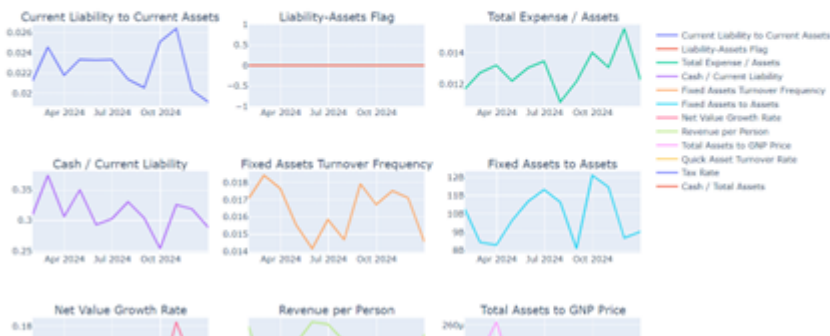 Current Liability to Current Assets
0.026
0.024
0.022
0.02
Apr 2024 Jul 2024 Oct 2024
Liability-Assets Flag
1
0.5
0
−0.5
−1
Apr 2024 Jul 2024 Oct 2024
Total Expense / Assets
0.014
0.012
Apr 2024 Jul 2024 Oct 2024
Current Liability to Current Assets
Liability-Assets Flag
Total Expense / Assets
Cash / Current Liability
Fixed Assets Turnover Frequency
Fixed Assets to Assets
Net Value Growth Rate
Revenue per Person
Total Assets to GNP Price
Quick Asset Turnover Rate
Tax Rate
Cash / Total Assets
Cash / Current Liability
0.35
0.3
0.25
Apr 2024 Jul 2024 Oct 2024
Fixed Assets Turnover Frequency
0.018
0.017
0.016
0.015
0.014
Apr 2024 Jul 2024 Oct 2024
Fixed Assets to Assets
12B
11B
10B
9B
8B
Apr 2024 Jul 2024 Oct 2024
Net Value Growth Rate
0.18
Revenue per Person
Total Assets to GNP Price
260μ